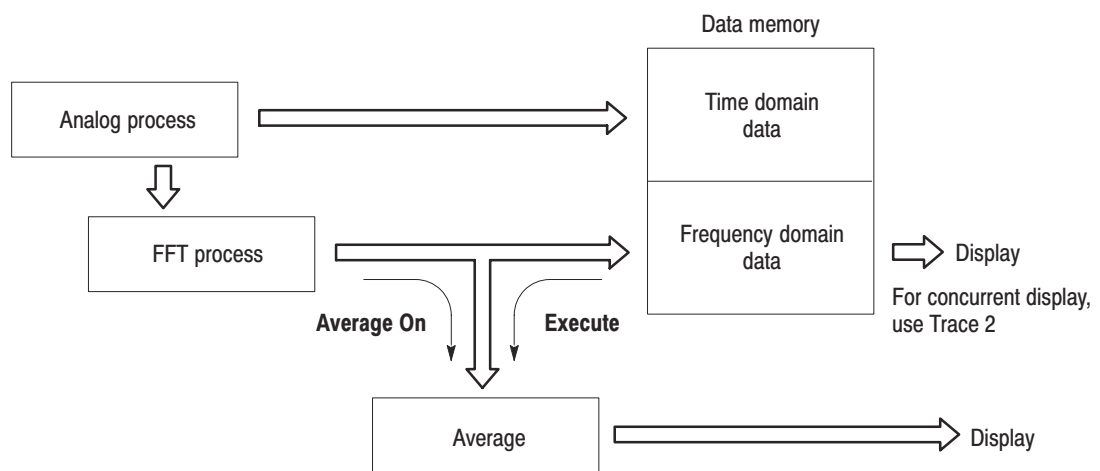 Data memory
Analog process
Time domain
data
FFT process
Frequency domain
data
Display
For concurrent display,
use Trace 2
Average On
Execute
Average
Display